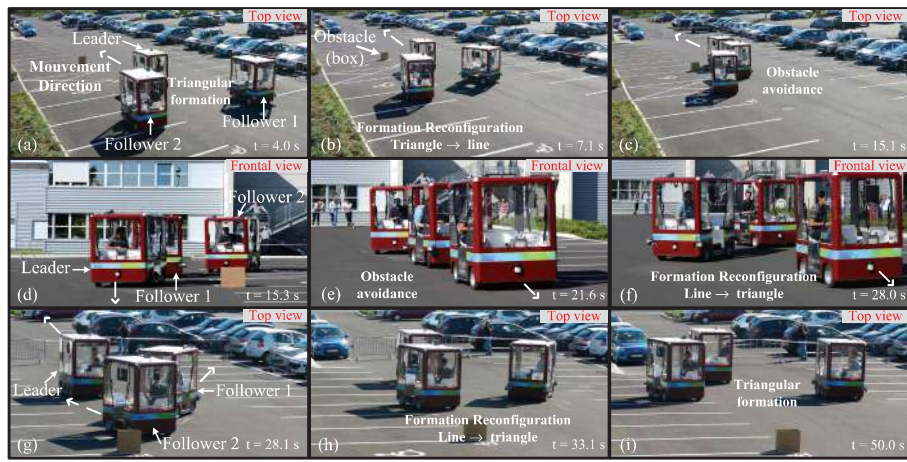 Top view
Leader
Mouvement
Direction
Triangular
formation
Follower 1
Follower 2
(a)
t = 4.0 s
Top view
Obstacle
(box)
Formation Reconfiguration
Triangle → line
(b)
t = 7.1 s
Top view
Obstacle
avoidance
(c)
t = 15.1 s
Frontal view
Follower 2
Leader
Follower 1
(d)
t = 15.3 s
Frontal view
Obstacle
avoidance
(e)
t = 21.6 s
Frontal view
Formation Reconfiguration
Line → triangle
(f)
t = 28.0 s
Top view
Leader
Follower 1
Follower 2
(g)
t = 28.1 s
Top view
Formation Reconfiguration
Line → triangle
(h)
t = 33.1 s
Top view
Triangular
formation
(i)
t = 50.0 s